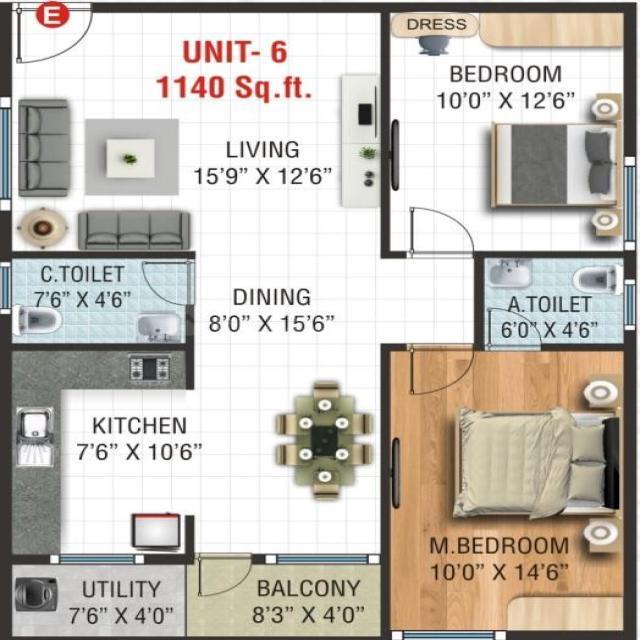 E
UNIT- 6
1140 Sq.ft.
DRESS
BEDROOM
10'0" X 12'6"
LIVING
15'9" X 12'6"
C.TOILET
7'6" X 4'6"
DINING
8'0" X 15'6"
A.TOILET
6'0" X 4'6"
KITCHEN
7'6" X 10'6"
M.BEDROOM
10'0" X 14'6"
UTILITY
7'6" X 4'0"
BALCONY
8'3" X 4'0"